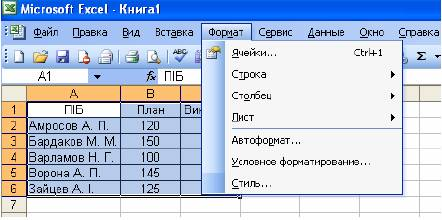 Microsoft Excel - Книга1
Файл Правка Вид Вставка Формат Сервис Данные Окно Справка
A1 fx ПІБ
Ячейки... Ctrl+1
Строка
Столбец
Лист
Автоформат...
Условное форматирование...
Стиль...
A B
1 ПІБ План Вик
2 Амросов А. П. 120
3 Бардаков М. М. 150
4 Варламов Н. Г. 100
5 Ворона А. П. 145
6 Зайцев А. І. 125
7